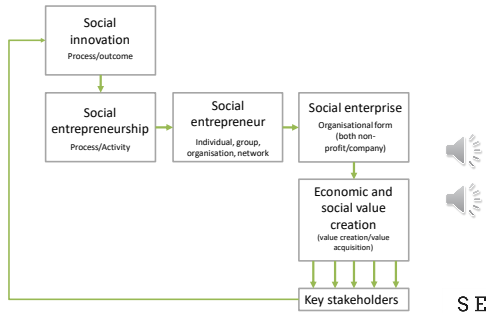 Social
innovation
Process/outcome
Social
entrepreneurship
Process/Activity
Social
entrepreneur
Individual, group,
organisation, network
Social enterprise
Organisational form
(both non-
profit/company)
Economic and
social value
creation
(value creation/value
acquisition)
Key stakeholders
S E